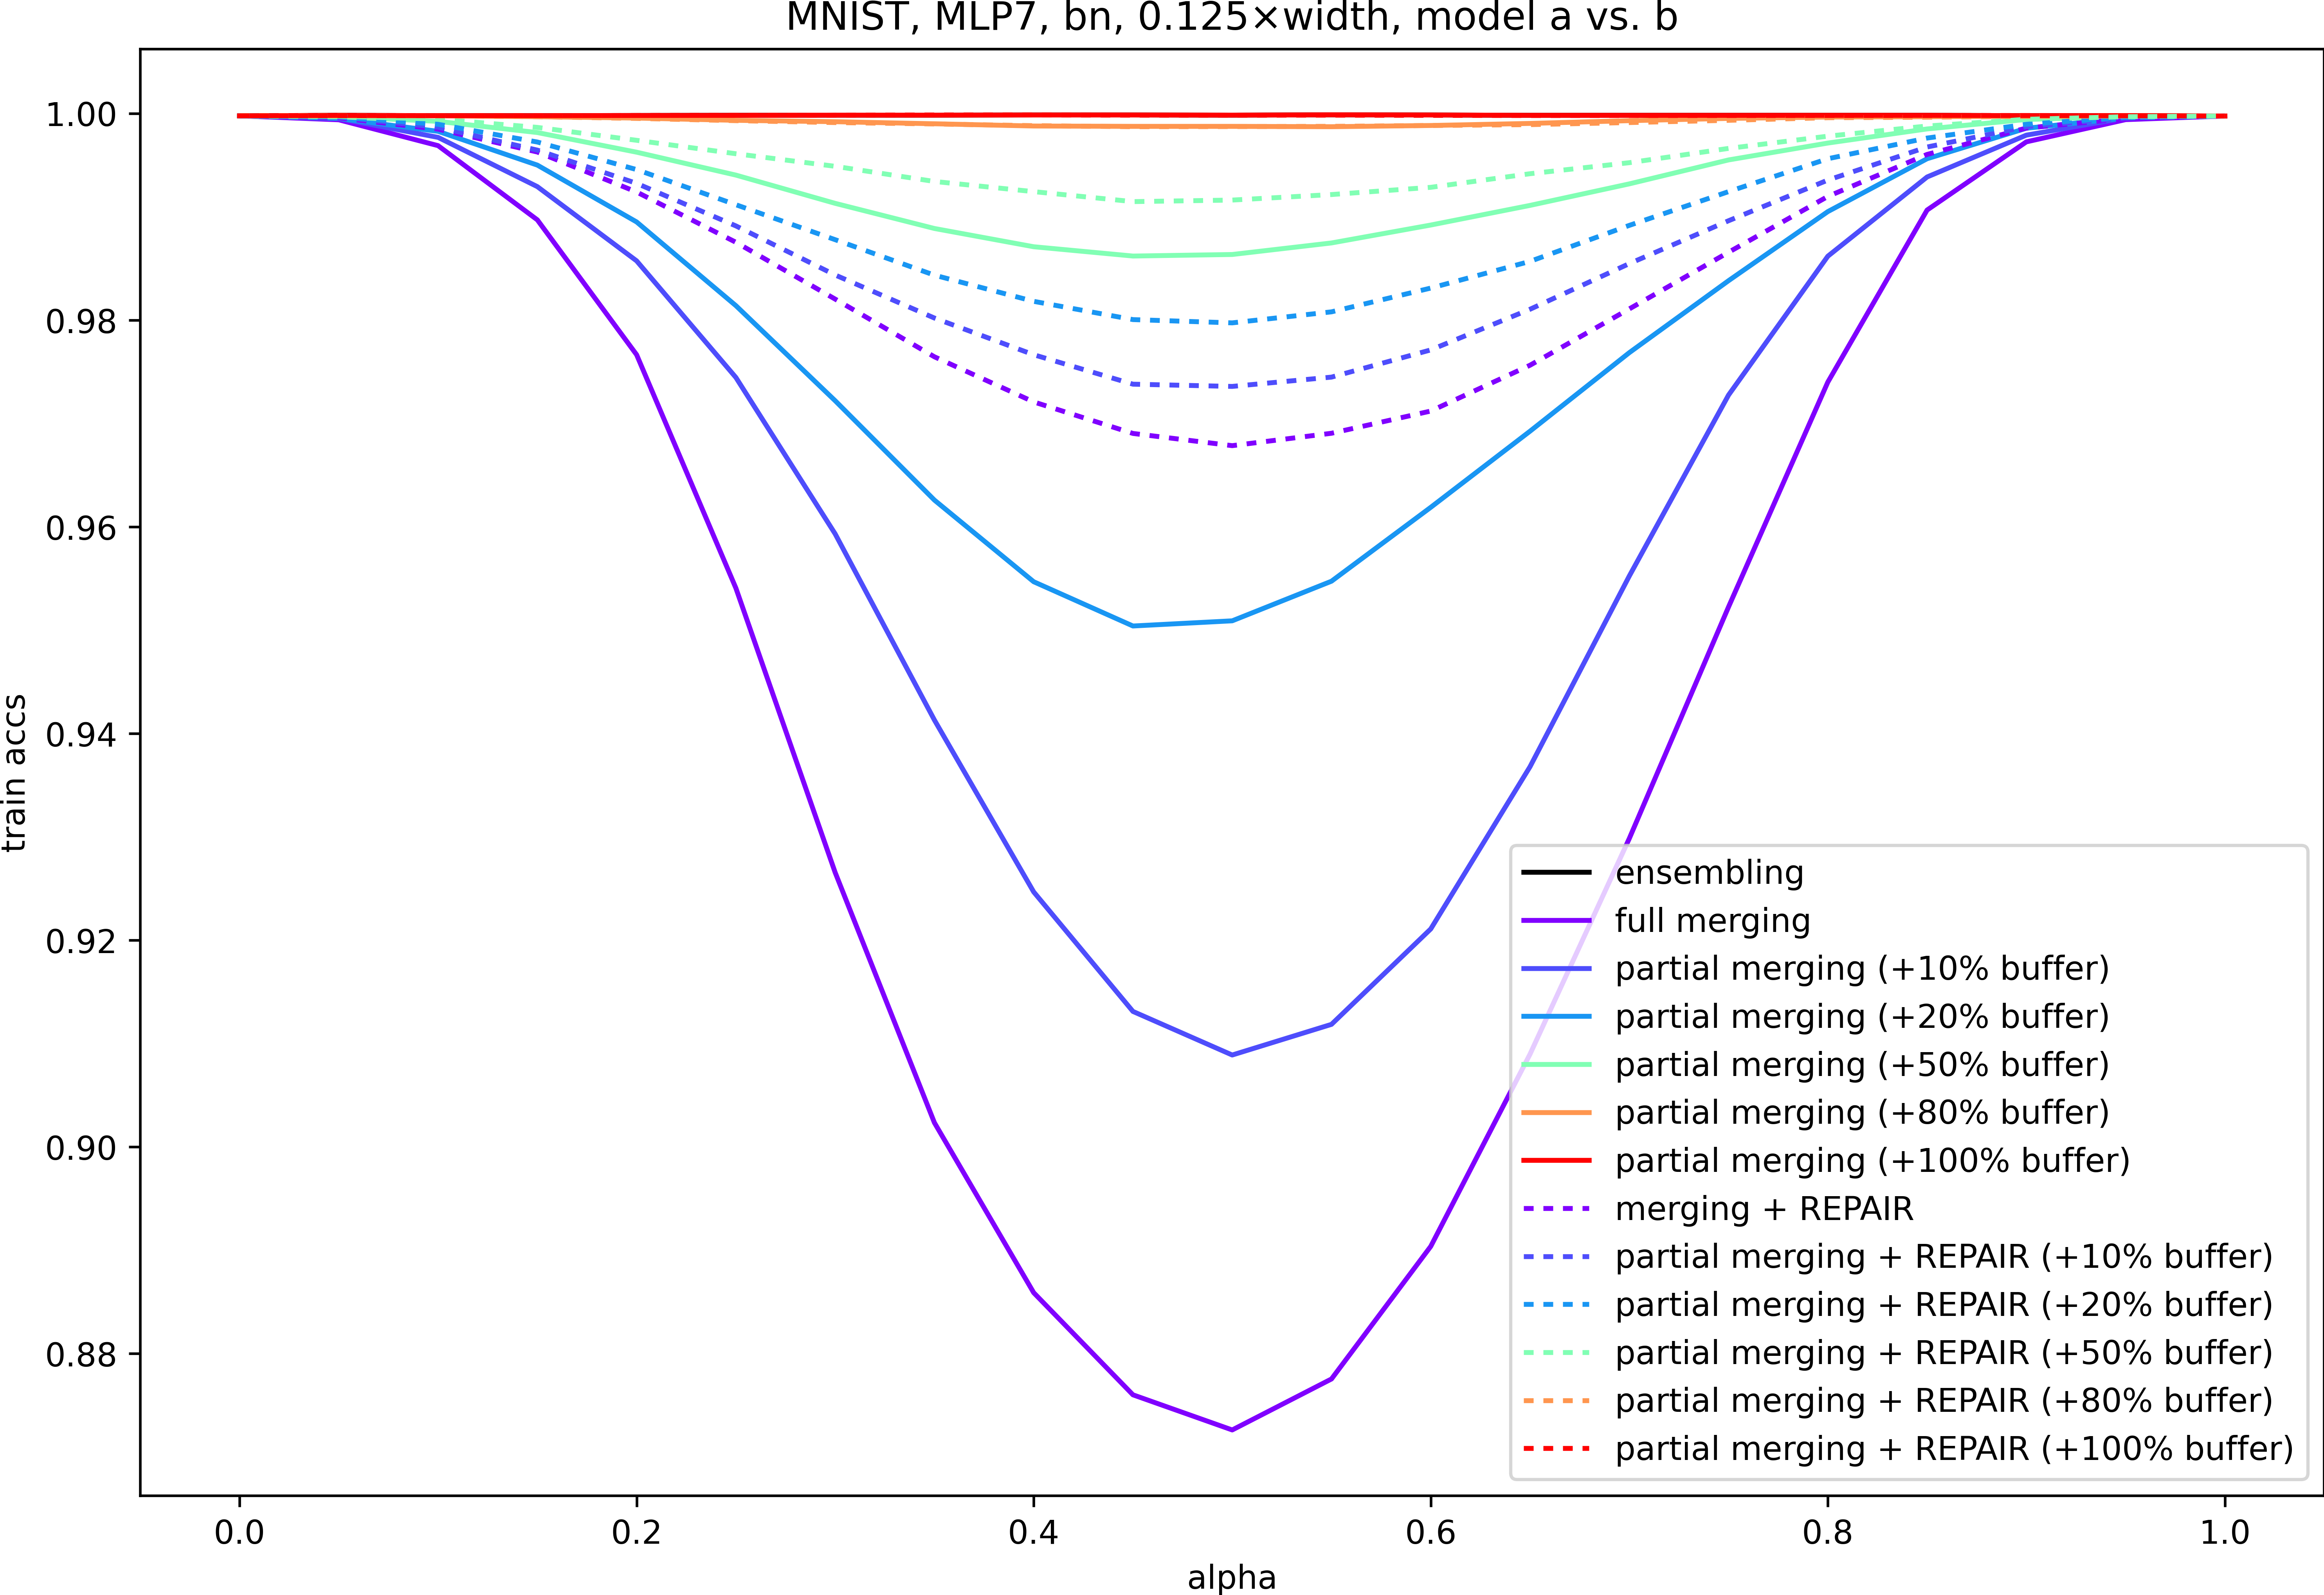 MNIST, MLP7, bn, 0.125×width, model a vs. b
train accs
1.00
0.98
0.96
0.94
0.92
0.90
0.88
ensembling
full merging
partial merging (+10% buffer)
partial merging (+20% buffer)
partial merging (+50% buffer)
partial merging (+80% buffer)
partial merging (+100% buffer)
merging + REPAIR
partial merging + REPAIR (+10% buffer)
partial merging + REPAIR (+20% buffer)
partial merging + REPAIR (+50% buffer)
partial merging + REPAIR (+80% buffer)
partial merging + REPAIR (+100% buffer)
0.0 0.2 0.4 0.6 0.8 1.0
alpha